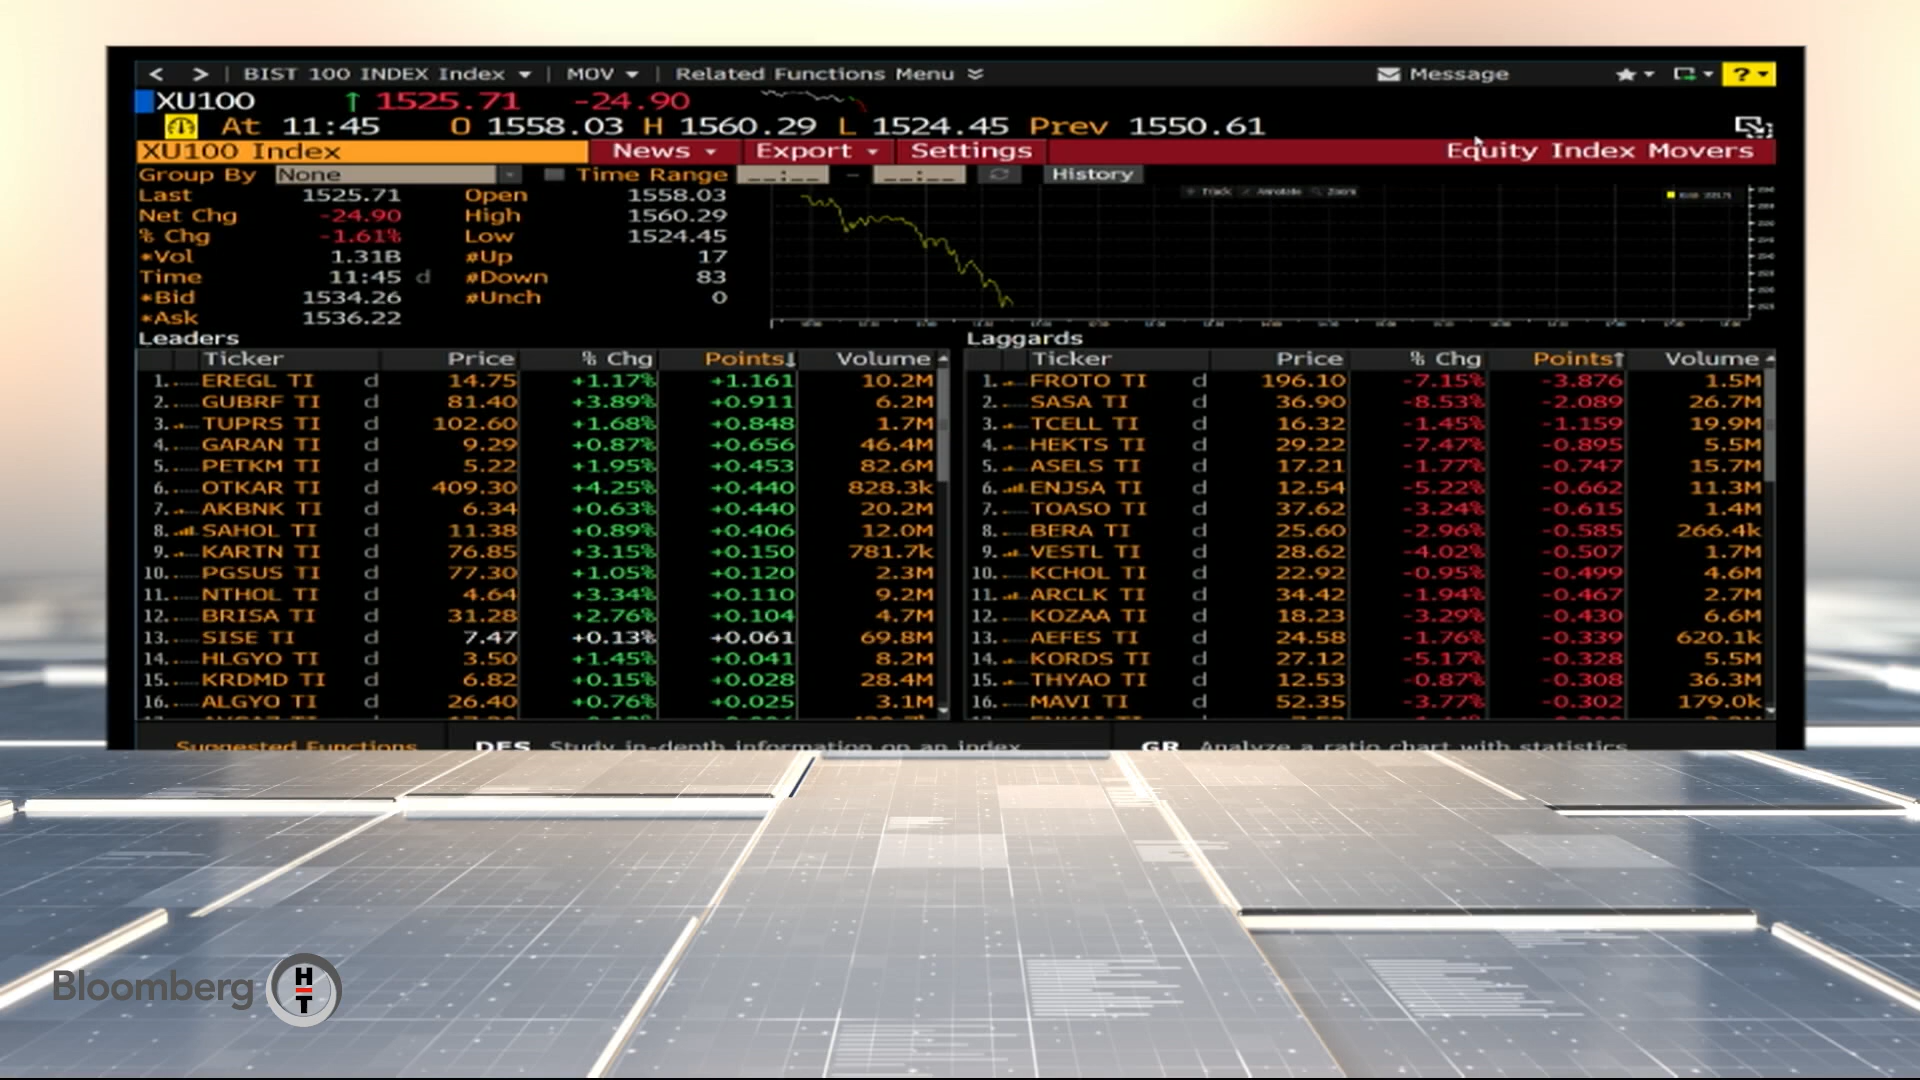 < > | BIST 100 INDEX Index | MOV | Related Functions Menu Message ?
XU100 ↑ 1525.71 -24.90
At 11:45 O 1558.03 H 1560.29 L 1524.45 Prev 1550.61
XU100 Index News Export Settings Equity Index Movers
Group By None Time Range __:__ - __:__ History
Last 1525.71 Open 1558.03
Net Chg -24.90 High 1560.29
% Chg -1.61% Low 1524.45
*Vol 1.31B #Up 17
Time 11:45 d #Down 83
*Bid 1534.26 #Unch 0
*Ask 1536.22
Track Annotate Zoom
Leaders Laggards
Ticker Price % Chg Points↓ Volume Ticker Price % Chg Points↑ Volume
1. EREGL TI d 14.75 +1.17% +1.161 10.2M 1. FROTO TI d 196.10 -7.15% -3.876 1.5M
2. GUBRF TI d 81.40 +3.89% +0.911 6.2M 2. SASA TI d 36.90 -8.53% -2.089 26.7M
3. TUPRS TI d 102.60 +1.68% +0.848 1.7M 3. TCELL TI d 16.32 -1.45% -1.159 19.9M
4. GARAN TI d 9.29 +0.87% +0.656 46.4M 4. HEKTS TI d 29.22 -7.47% -0.895 5.5M
5. PETKM TI d 5.22 +1.95% +0.453 82.6M 5. ASELS TI d 17.21 -1.77% -0.747 15.7M
6. OTKAR TI d 409.30 +4.25% +0.440 828.3k 6. ENJSA TI d 12.54 -5.22% -0.662 11.3M
7. AKBNK TI d 6.34 +0.63% +0.440 20.2M 7. TOASO TI d 37.62 -3.24% -0.615 1.4M
8. SAHOL TI d 11.38 +0.89% +0.406 12.0M 8. BERA TI d 25.60 -2.96% -0.585 266.4k
9. KARTN TI d 76.85 +3.15% +0.150 781.7k 9. VESTL TI d 28.62 -4.02% -0.507 1.7M
10. PGSUS TI d 77.30 +1.05% +0.120 2.3M 10. KCHOL TI d 22.92 -0.95% -0.499 4.6M
11. NTHOL TI d 4.64 +3.34% +0.110 9.2M 11. ARCLK TI d 34.42 -1.94% -0.467 2.7M
12. BRISA TI d 31.28 +2.76% +0.104 4.7M 12. KOZAA TI d 18.23 -3.29% -0.430 6.6M
13. SISE TI d 7.47 +0.13% +0.061 69.8M 13. AEFES TI d 24.58 -1.76% -0.339 620.1k
14. HLGYO TI d 3.50 +1.45% +0.041 8.2M 14. KORDS TI d 27.12 -5.17% -0.328 5.5M
15. KRDMD TI d 6.82 +0.15% +0.028 28.4M 15. THYAO TI d 12.53 -0.87% -0.308 36.3M
16. ALGYO TI d 26.40 +0.76% +0.025 3.1M 16. MAVI TI d 52.35 -3.77% -0.302 179.0k
Suggested Functions DES Study in-depth information on an index GR Analyze a ratio chart with statistics
Bloomberg HT